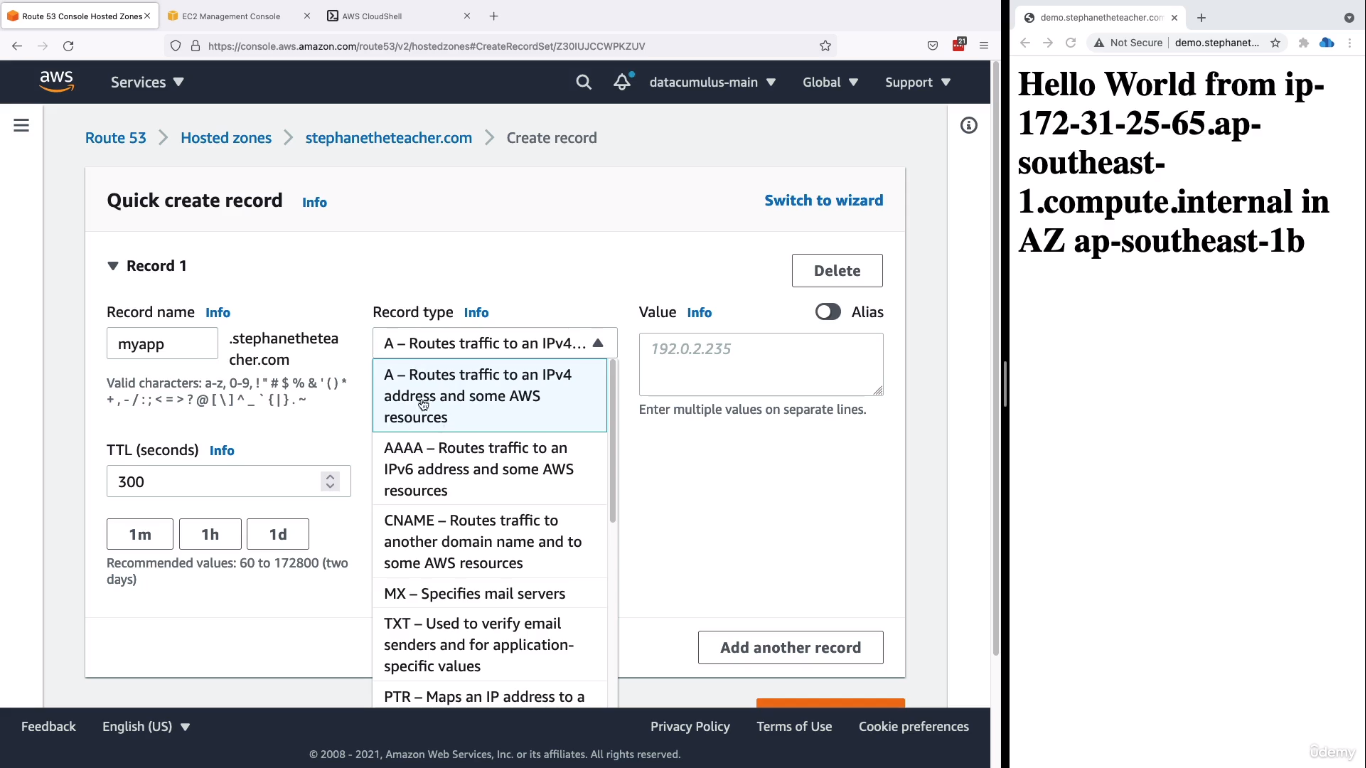 Route 53 Console Hosted Zones
EC2 Management Console
AWS CloudShell
https://console.aws.amazon.com/route53/v2/hostedzones#CreateRecordSet/Z30IUJCCWPKZUV
21
aws
Services
datacumulus-main
Global
Support
Route 53
Hosted zones
stephanetheteacher.com
Create record
Quick create record
Info
Switch to wizard
Record 1
Delete
Record name Info
Record type Info
Value Info
Alias
myapp
.stephanethetea
cher.com
A – Routes traffic to an IPv4...
192.0.2.235
Valid characters: a-z, 0-9, ! " # $ % & ' ( ) *
+ , - / : ; < = > ? @ [ \ ] ^ _ ` { | } . ~
Enter multiple values on separate lines.
A – Routes traffic to an IPv4
address and some AWS
resources
AAAA – Routes traffic to an
IPv6 address and some AWS
resources
CNAME – Routes traffic to
another domain name and to
some AWS resources
MX – Specifies mail servers
TXT – Used to verify email
senders and for application-
specific values
PTR – Maps an IP address to a
TTL (seconds) Info
300
1m
1h
1d
Recommended values: 60 to 172800 (two
days)
Add another record
Feedback
English (US)
Privacy Policy
Terms of Use
Cookie preferences
© 2008 - 2021, Amazon Web Services, Inc. or its affiliates. All rights reserved.
demo.stephanetheteacher.com
Not Secure
demo.stephanet...
Hello World from ip-
172-31-25-65.ap-
southeast-
1.compute.internal in
AZ ap-southeast-1b
ûdemy